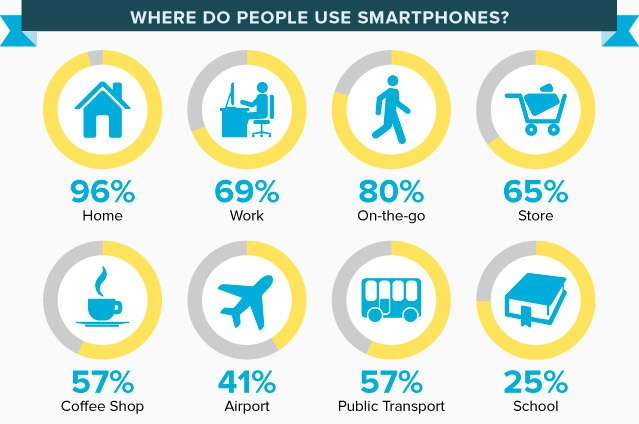 WHERE DO PEOPLE USE SMARTPHONES?
96% 69% 80% 65%
Home Work On-the-go Store
57% 41% 57% 25%
Coffee Shop Airport Public Transport School